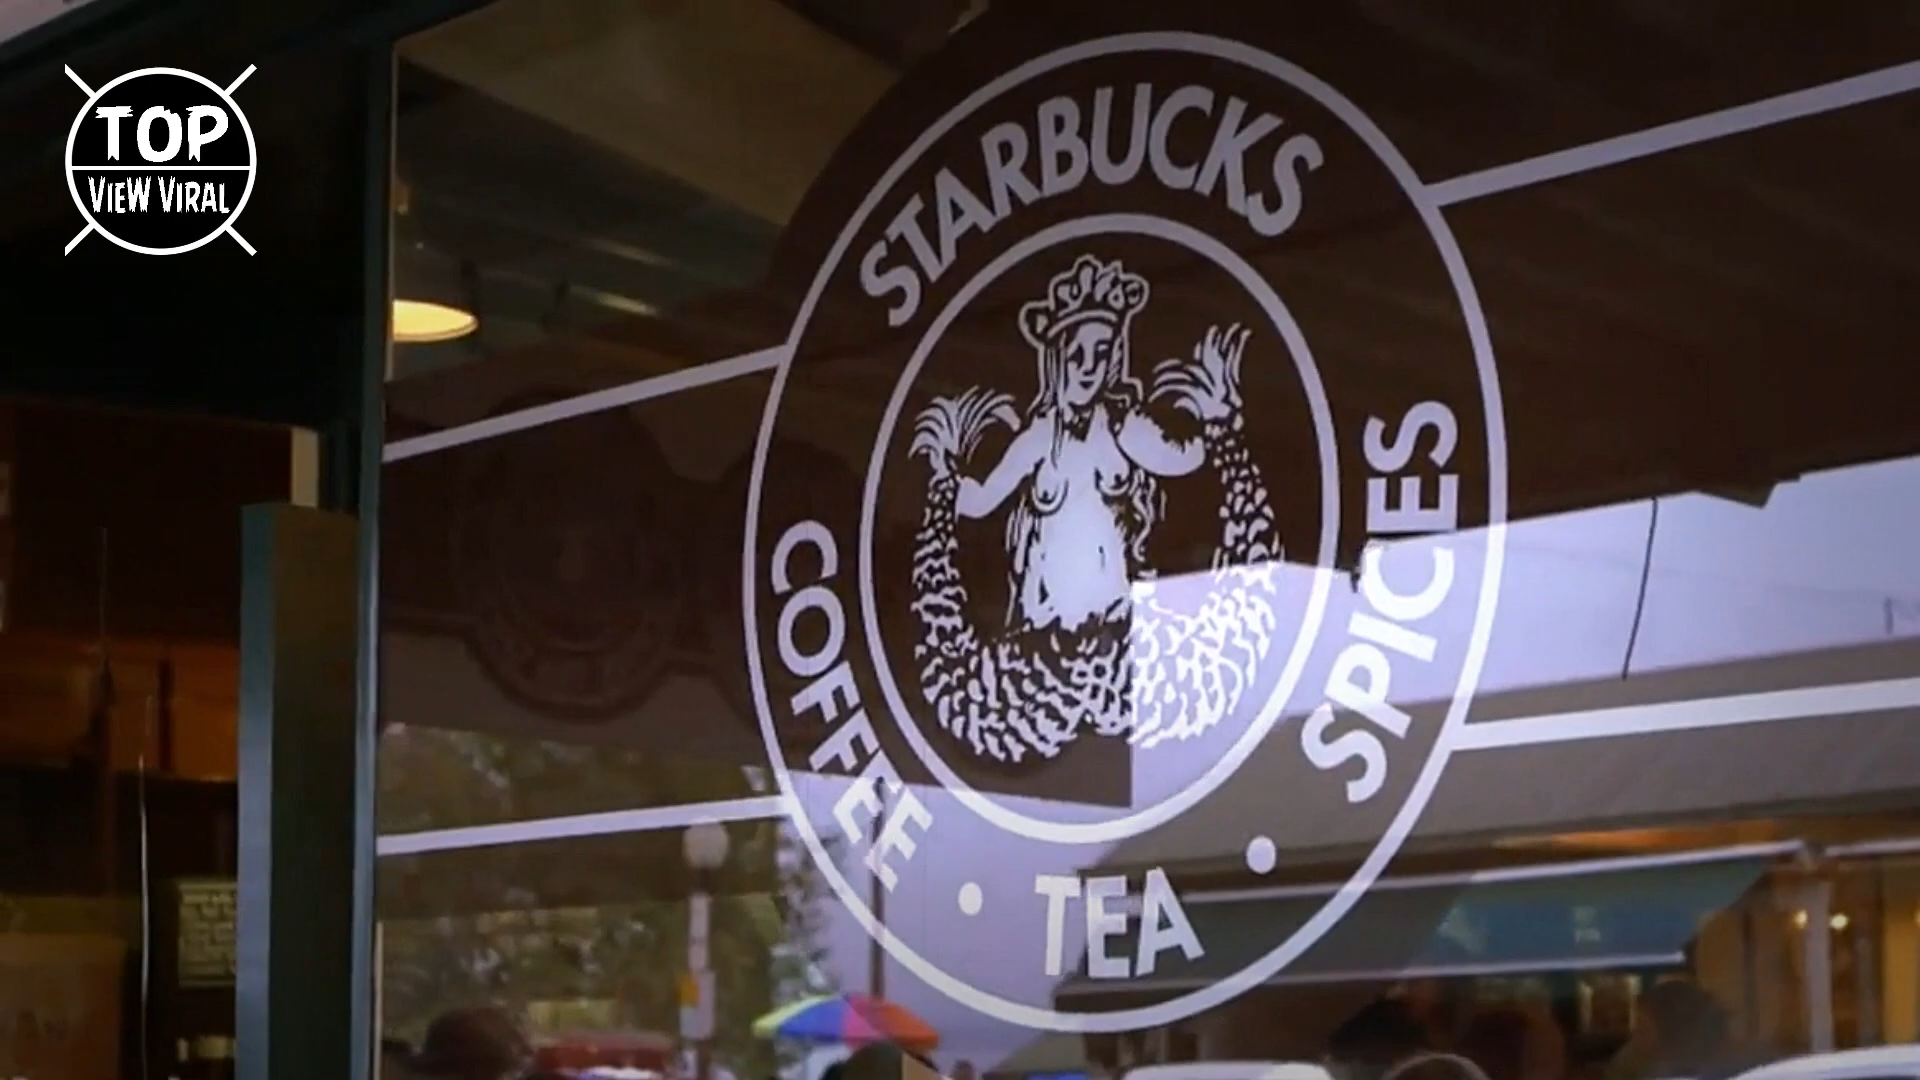 TOP
VIEW VIRAL
STARBUCKS
COFFEE • TEA • SPICES